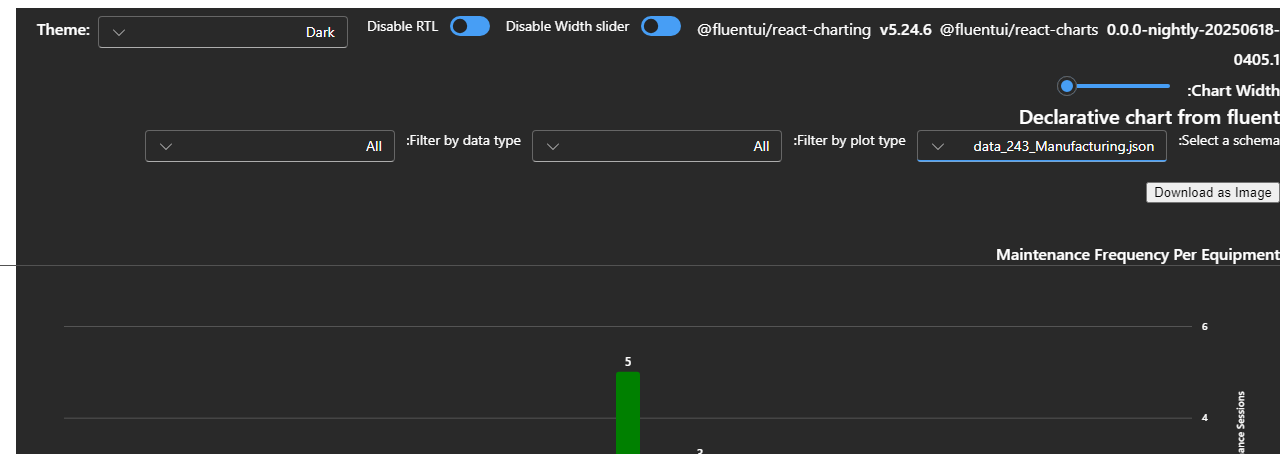 Theme: Dark Disable RTL Disable Width slider @fluentui/react-charting v5.24.6 @fluentui/react-charts 0.0.0-nightly-20250618-
0405.1
:Chart Width
Declarative chart from fluent
:Select a schema data_243_Manufacturing.json :Filter by plot type All :Filter by data type All
Download as Image
Maintenance Frequency Per Equipment
6
5
4
Sessions